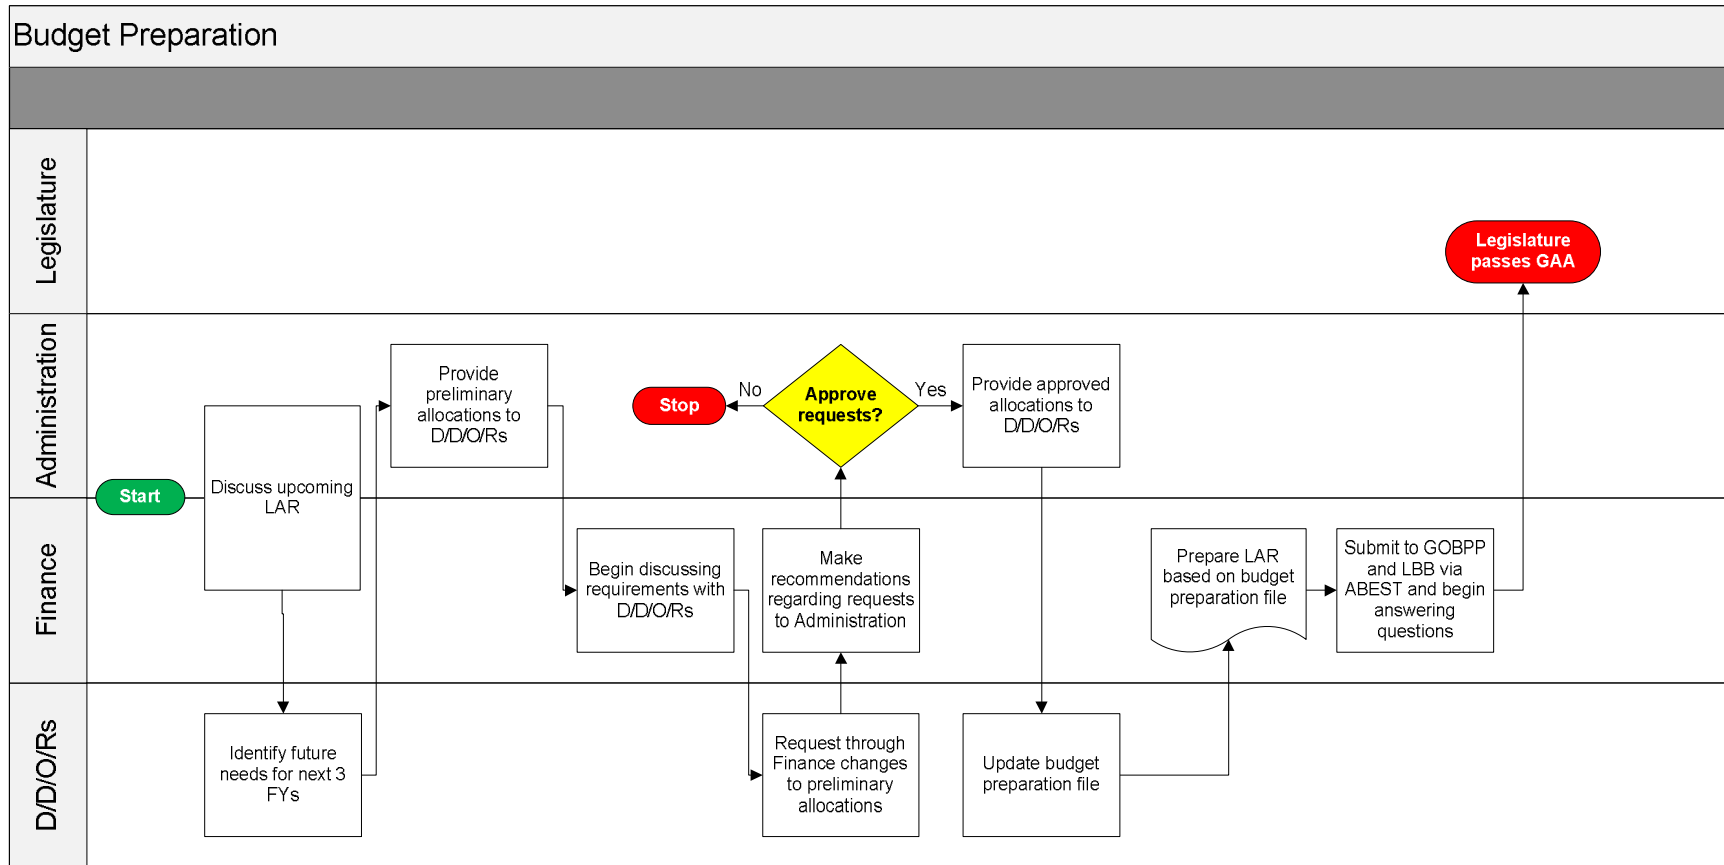 Budget Preparation
Legislature
Legislature
passes GAA
Administration
Provide
preliminary
allocations to
D/D/O/Rs
Stop
No
Approve
requests?
Yes
Provide approved
allocations to
D/D/O/Rs
Start
Discuss upcoming
LAR
Finance
Begin discussing
requirements with
D/D/O/Rs
Make
recommendations
regarding requests
to Administration
Prepare LAR
based on budget
preparation file
Submit to GOBPP
and LBB via
ABEST and begin
answering
questions
D/D/O/Rs
Identify future
needs for next 3
FYs
Request through
Finance changes
to preliminary
allocations
Update budget
preparation file